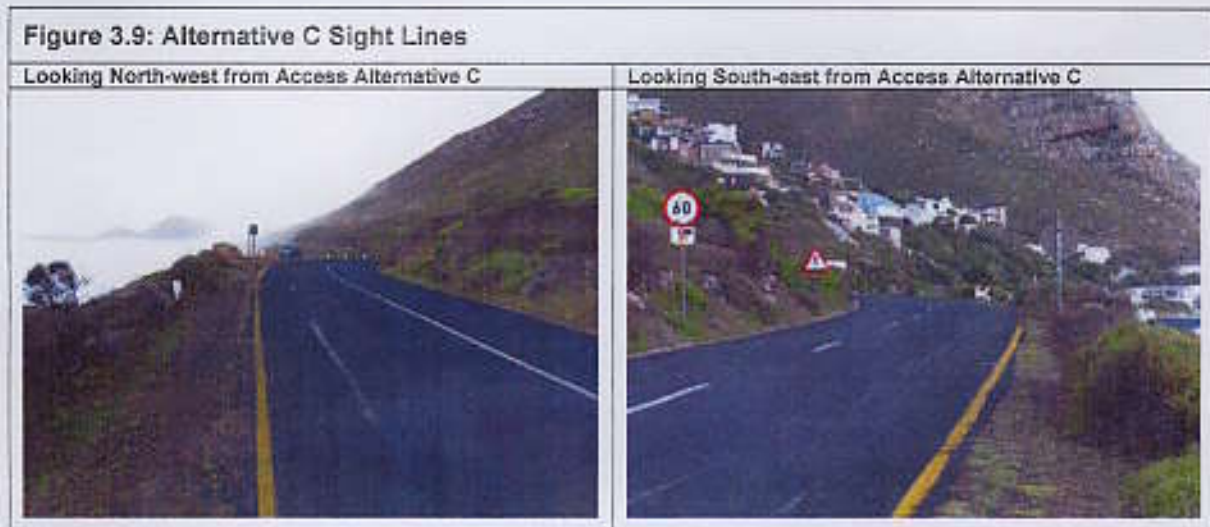 Figure 3.9: Alternative C Sight Lines
Looking North-west from Access Alternative C
Looking South-east from Access Alternative C
60